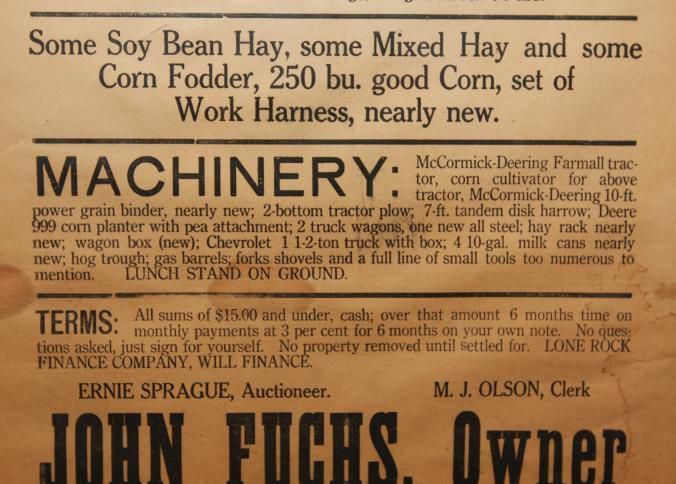 Some Soy Bean Hay, some Mixed Hay and some
Corn Fodder, 250 bu. good Corn, set of
Work Harness, nearly new.
MACHINERY: McCormick-Deering Farmall trac-
tor, corn cultivator for above
tractor, McCormick-Deering 10-ft.
power grain binder, nearly new; 2-bottom tractor plow; 7-ft. tandem disk harrow; Deere
999 corn planter with pea attachment; 2 truck wagons, one new all steel; hay rack nearly
new; wagon box (new); Chevrolet 1 1-2-ton truck with box; 4 10-gal. milk cans nearly
new; hog trough; gas barrels; forks shovels and a full line of small tools too numerous to
mention. LUNCH STAND ON GROUND.
TERMS: All sums of $15.00 and under, cash; over that amount 6 months time on
monthly payments at 3 per cent for 6 months on your own note. No ques-
tions asked, just sign for yourself. No property removed until settled for. LONE ROCK
FINANCE COMPANY, WILL FINANCE.
ERNIE SPRAGUE, Auctioneer. M. J. OLSON, Clerk
JOHN FUCHS, Owner